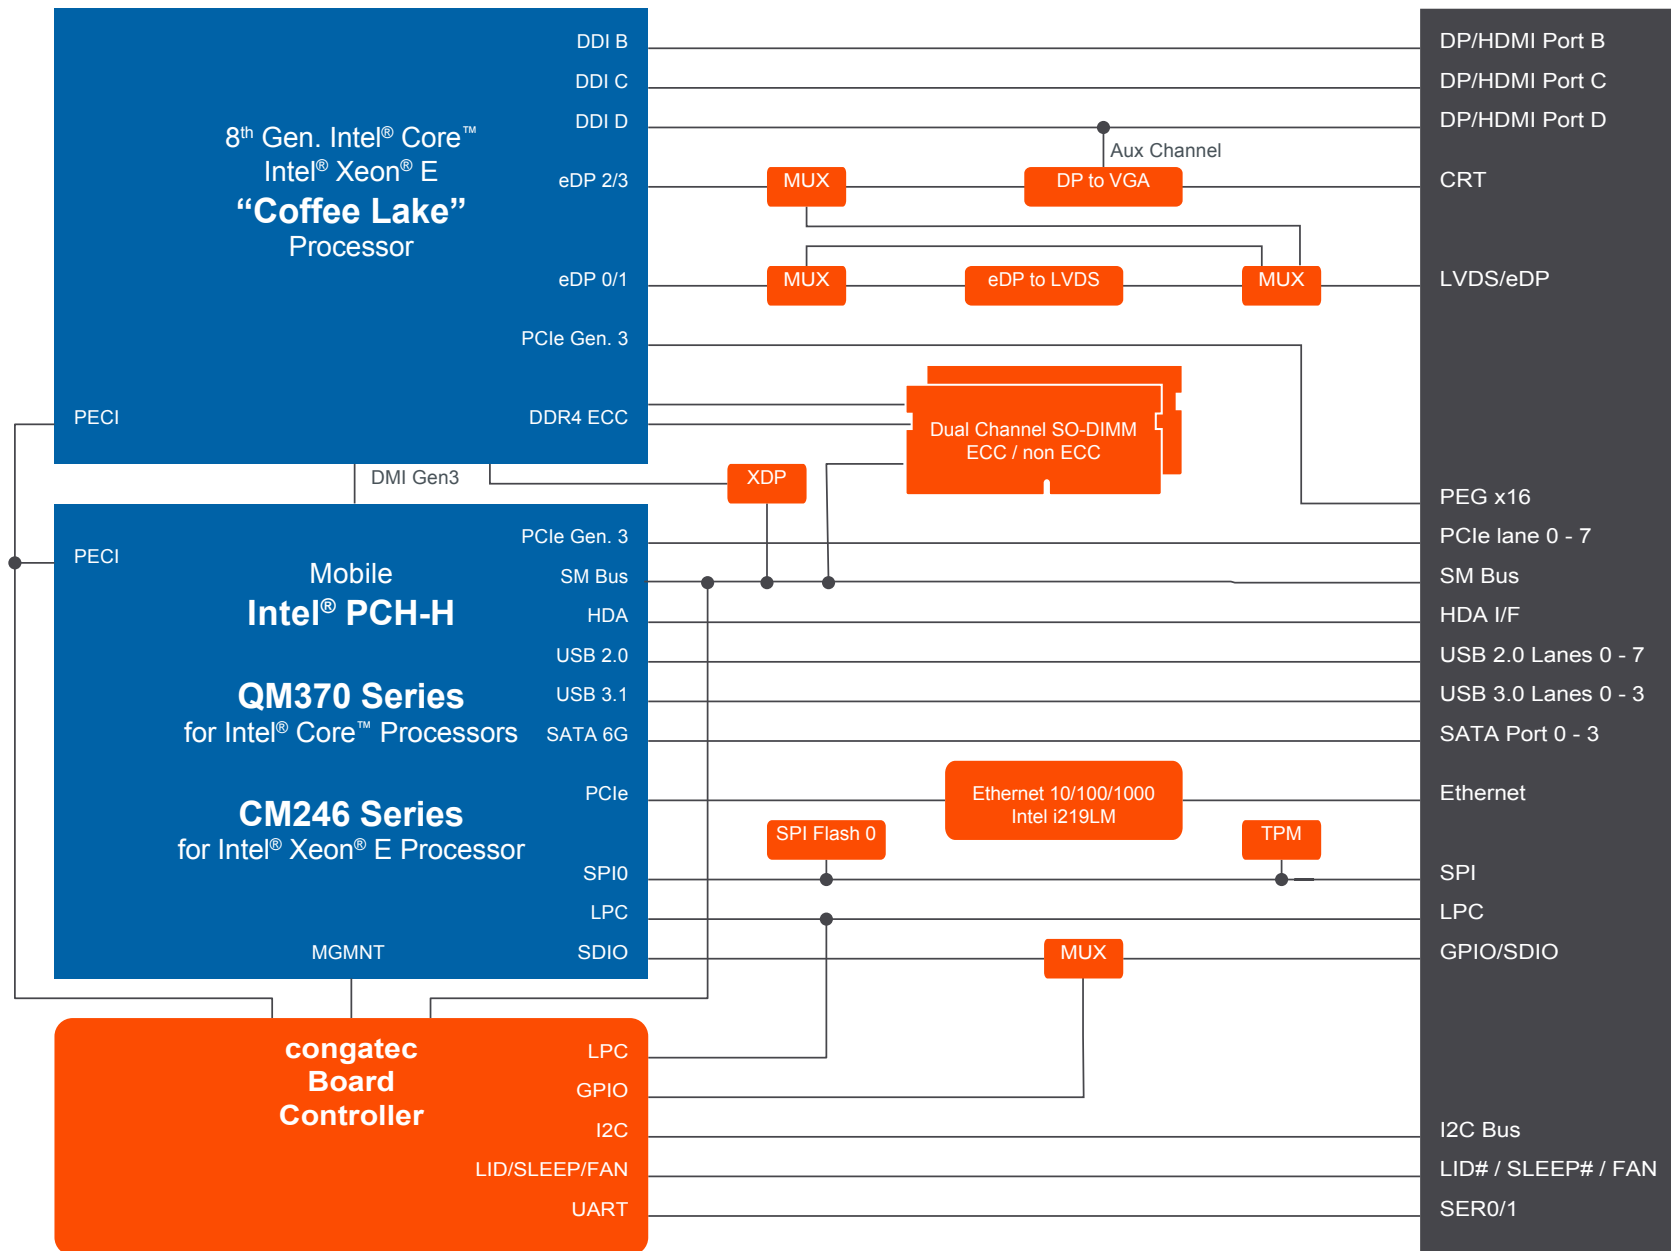 8th Gen. Intel® Core™
Intel® Xeon® E
“Coffee Lake”
Processor
DDI B
DDI C
DDI D
eDP 2/3
eDP 0/1
PCIe Gen. 3
PECI
DDR4 ECC
DMI Gen3
Aux Channel
MUX
DP to VGA
MUX
eDP to LVDS
MUX
Dual Channel SO-DIMM
ECC / non ECC
XDP
PECI
Mobile
Intel® PCH-H
QM370 Series
for Intel® Core™ Processors
CM246 Series
for Intel® Xeon® E Processor
MGMNT
PCIe Gen. 3
SM Bus
HDA
USB 2.0
USB 3.1
SATA 6G
PCIe
SPI0
LPC
SDIO
Ethernet 10/100/1000
Intel i219LM
SPI Flash 0
TPM
MUX
congatec
Board
Controller
LPC
GPIO
I2C
LID/SLEEP/FAN
UART
DP/HDMI Port B
DP/HDMI Port C
DP/HDMI Port D
CRT
LVDS/eDP
PEG x16
PCIe lane 0 - 7
SM Bus
HDA I/F
USB 2.0 Lanes 0 - 7
USB 3.0 Lanes 0 - 3
SATA Port 0 - 3
Ethernet
SPI
LPC
GPIO/SDIO
I2C Bus
LID# / SLEEP# / FAN
SER0/1